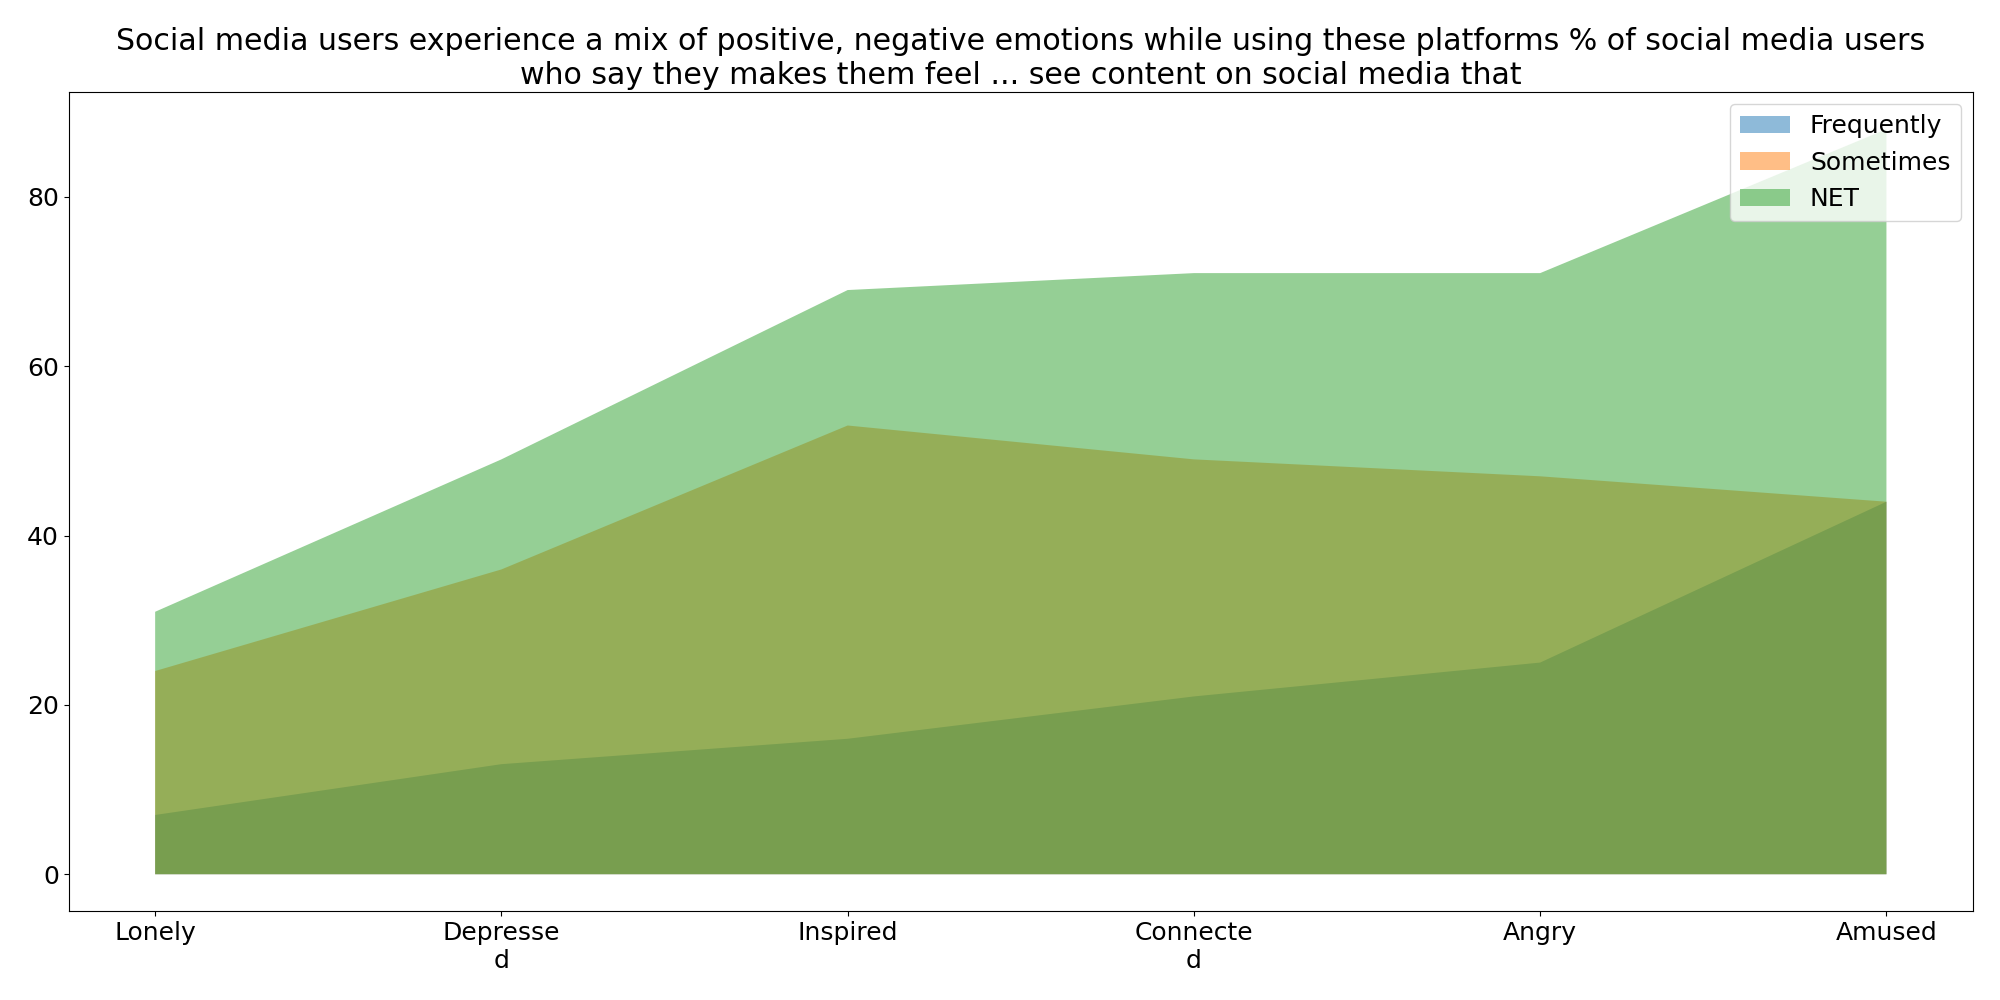 Social media users experience a mix of positive, negative emotions while using these platforms % of social media users
who say they makes them feel ... see content on social media that
Frequently
Sometimes
NET
80
60
40
20
0
Lonely
Depresse
d
Inspired
Connecte
d
Angry
Amused